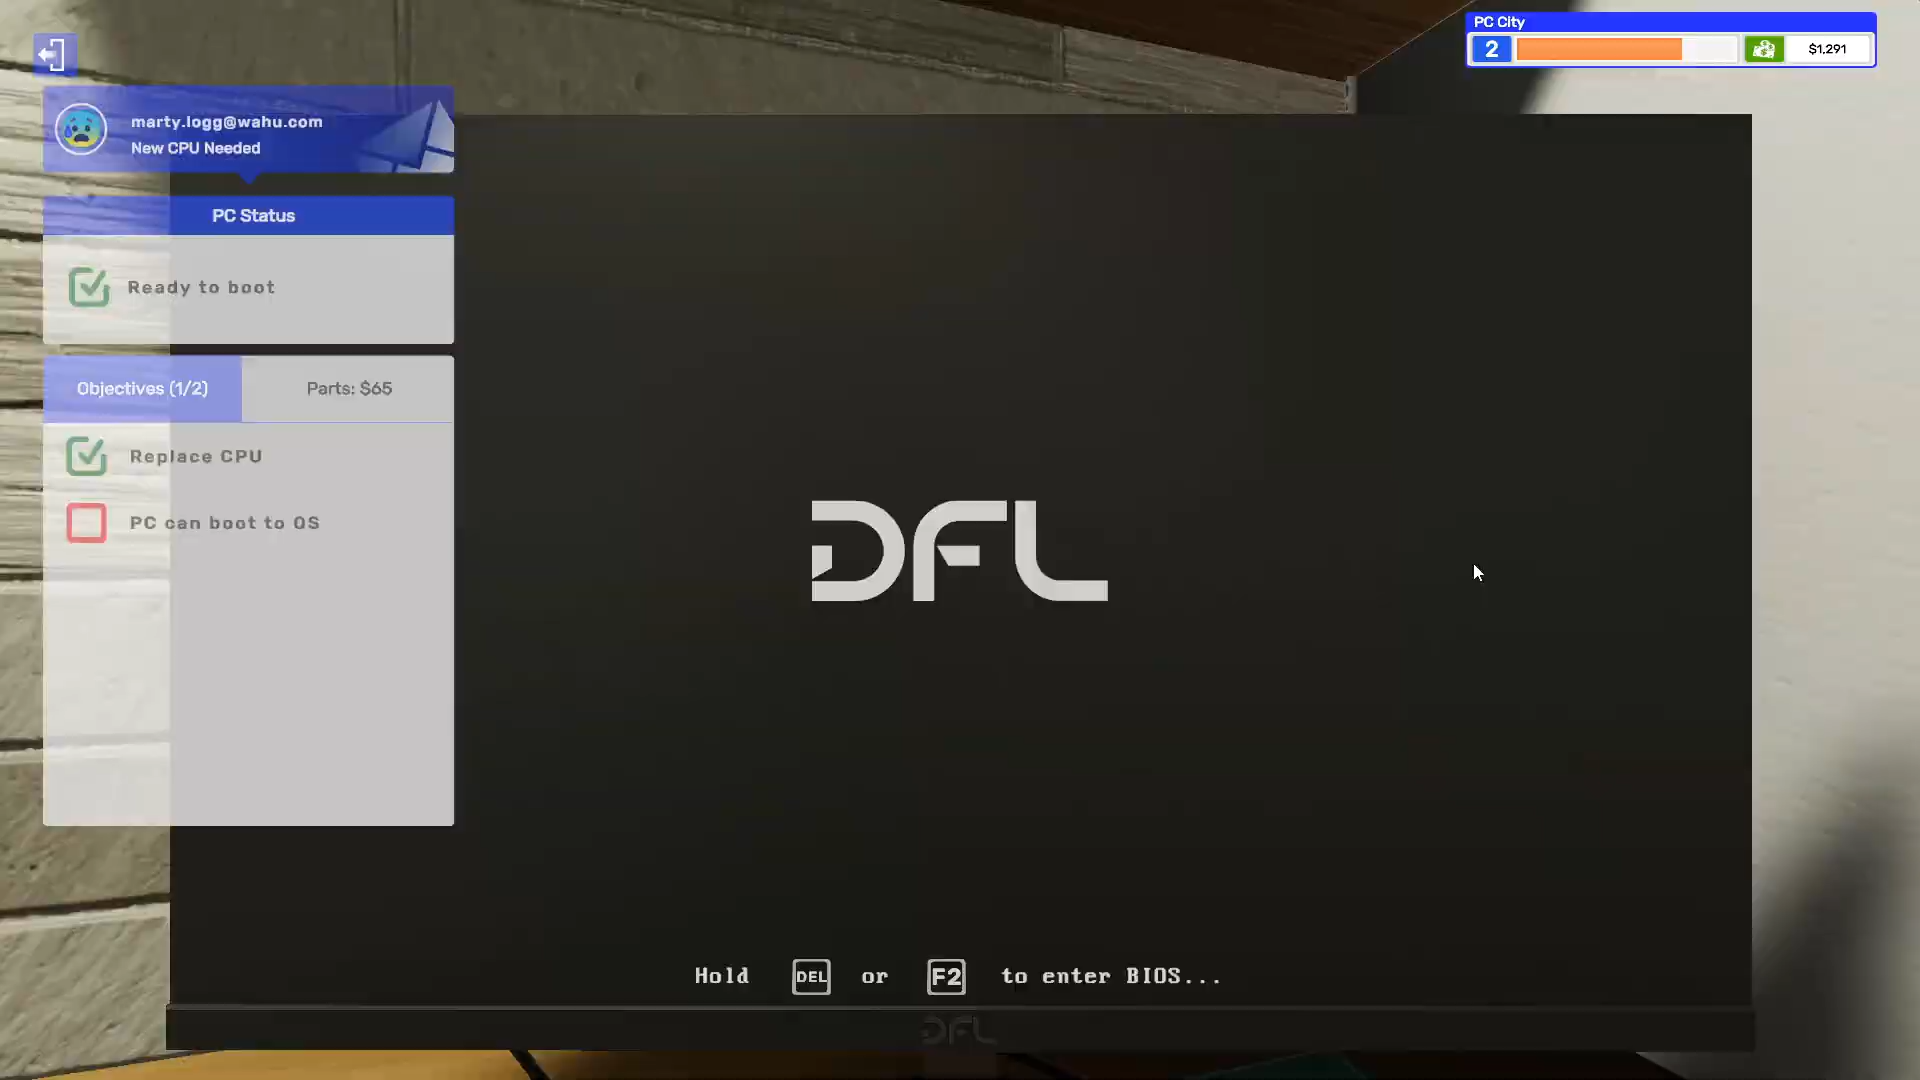 PC City
2
$1,291
marty.logg@wahu.com
New CPU Needed
PC Status
Ready to boot
Objectives (1/2)
Parts: $65
Replace CPU
PC can boot to OS
DFL
Hold DEL or F2 to enter BIOS...
DFL